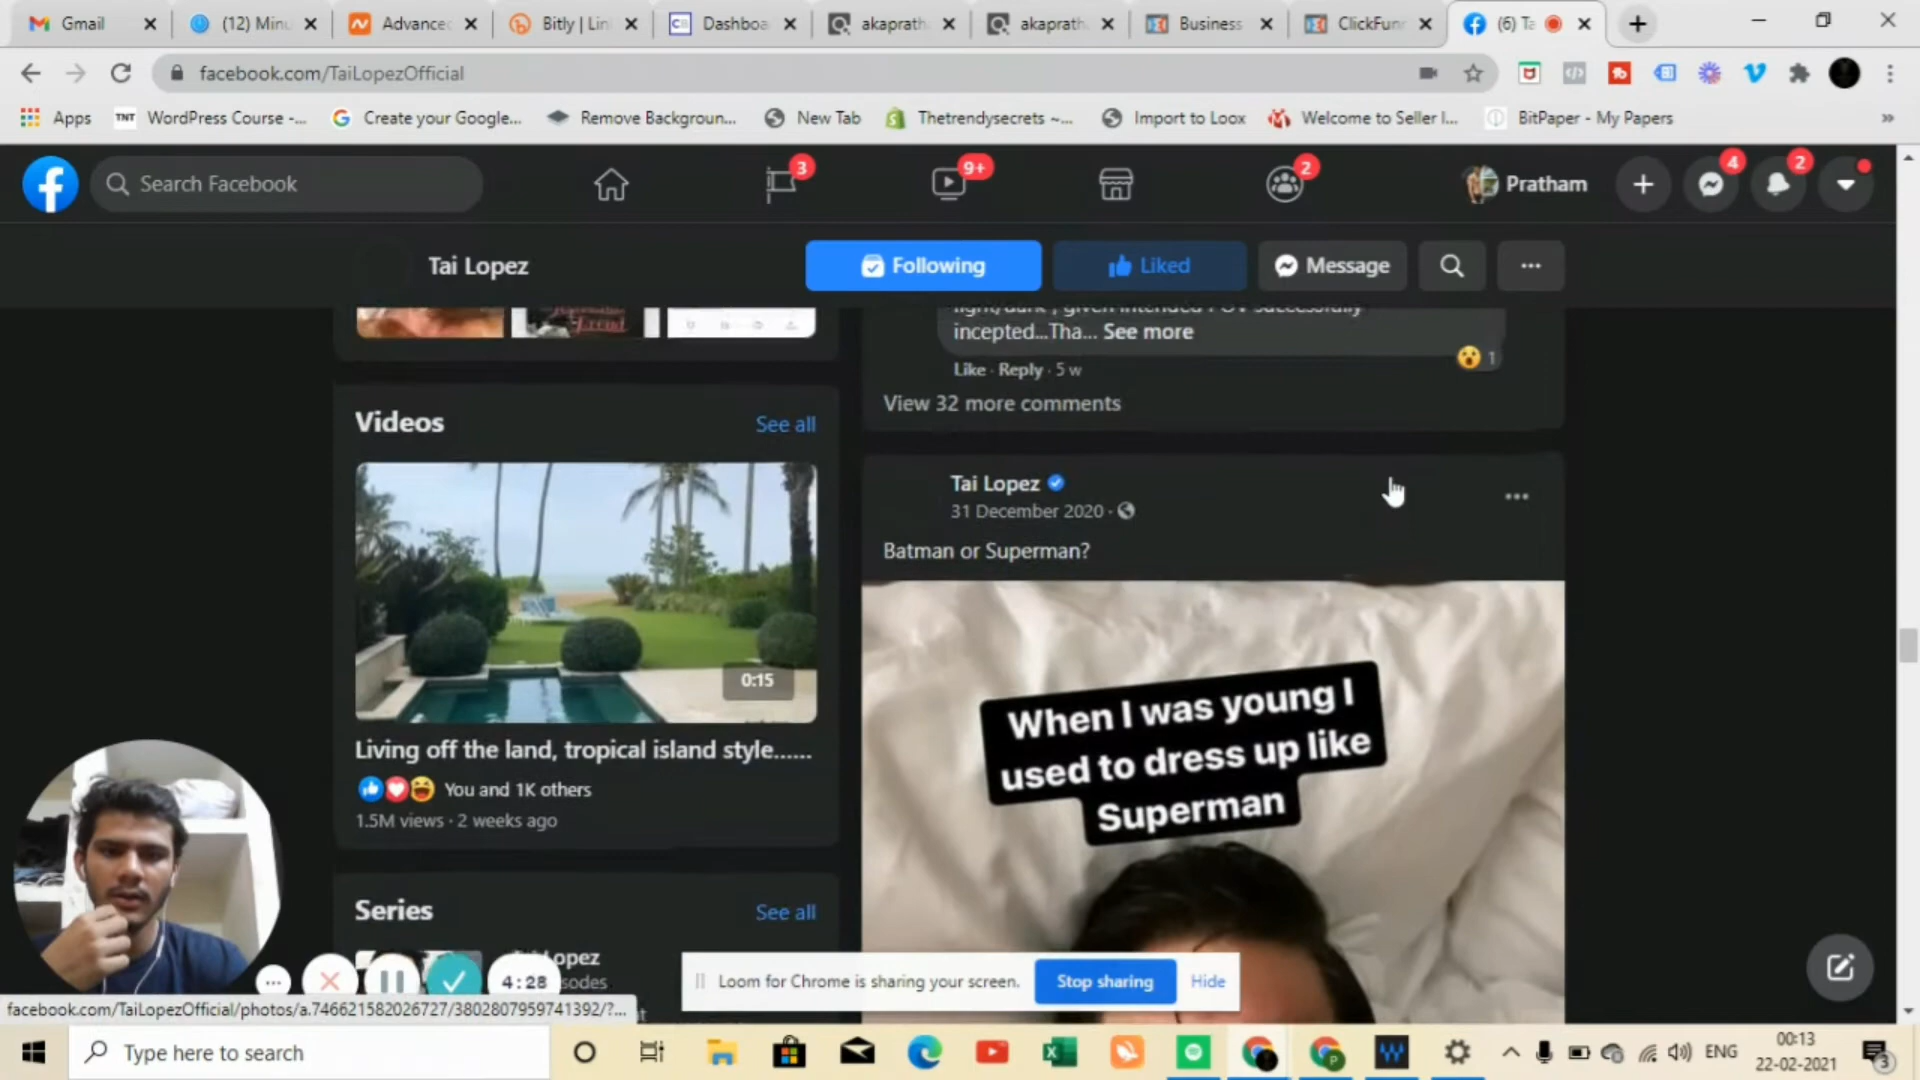 Gmail
(12) Minu
Advanced
Bitly | Lin
CB
Dashboa
akaprath
akaprath
Business
ClickFun
(6) Ta
facebook.com/TaiLopezOfficial
Apps
TNT
WordPress Course -...
Create your Google...
Remove Backgroun...
New Tab
Thetrendysecrets ~...
Import to Loox
Welcome to Seller I...
BitPaper - My Papers
»
Search Facebook
3
9+
2
Pratham
4
2
Tai Lopez
Following
Liked
Message
incepted...Tha... See more
1
Like · Reply · 5 w
View 32 more comments
Videos
See all
0:15
Living off the land, tropical island style......
You and 1K others
1.5M views · 2 weeks ago
Series
See all
Tai Lopez
31 December 2020 ·
Batman or Superman?
When I was young I
used to dress up like
Superman
4:28
Loom for Chrome is sharing your screen.
Stop sharing
Hide
facebook.com/TaiLopezOfficial/photos/a.746621582026727/3802807959741392/?...
Type here to search
ENG
00:13
22-02-2021
3